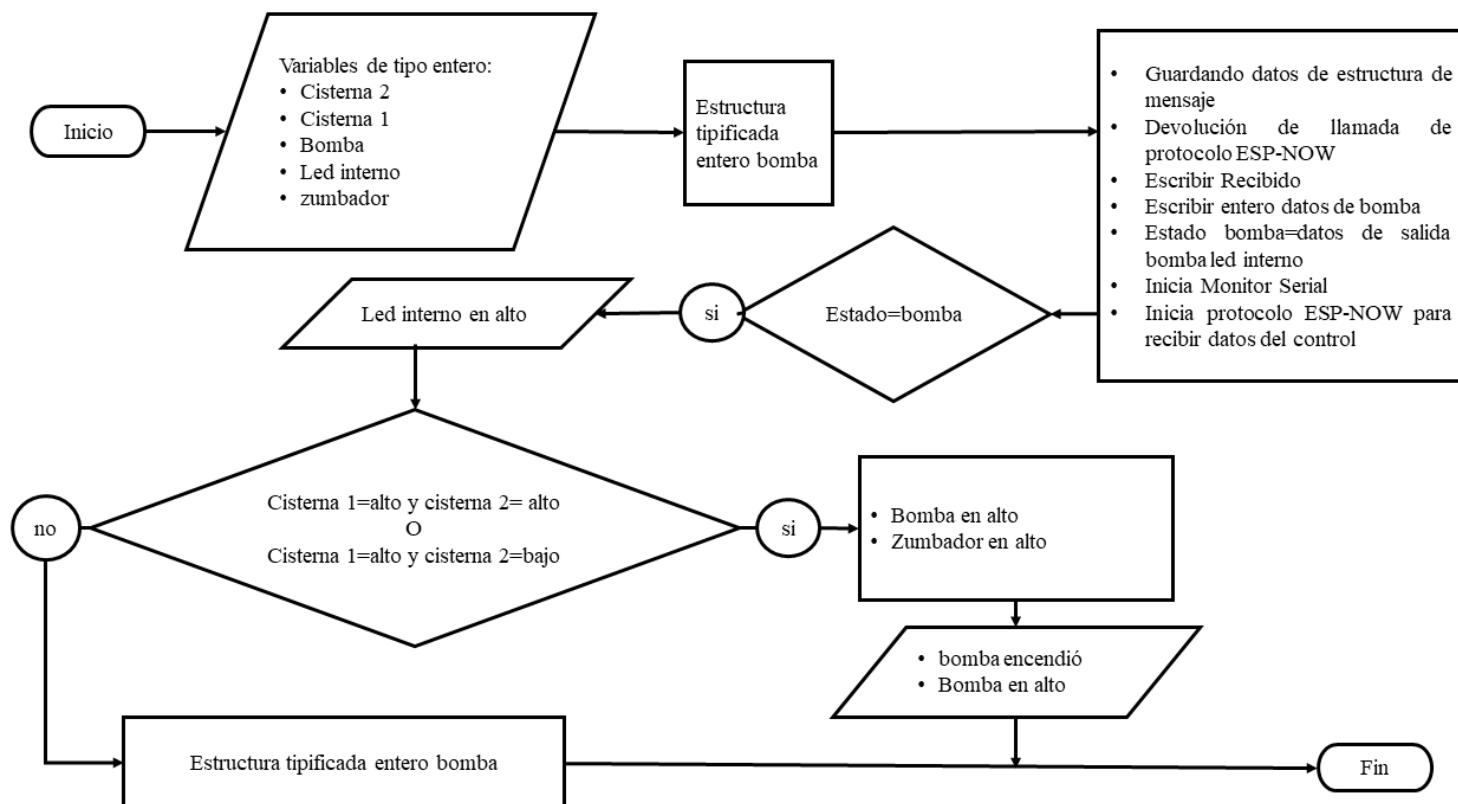 Inicio
Variables de tipo entero:
• Cisterna 2
• Cisterna 1
• Bomba
• Led interno
• zumbador
Estructura
tipificada
entero bomba
• Guardando datos de estructura de
mensaje
• Devolución de llamada de
protocolo ESP-NOW
• Escribir Recibido
• Escribir entero datos de bomba
• Estado bomba=datos de salida
bomba led interno
• Inicia Monitor Serial
• Inicia protocolo ESP-NOW para
recibir datos del control
Estado=bomba
si
Led interno en alto
Cisterna 1=alto y cisterna 2= alto
O
Cisterna 1=alto y cisterna 2=bajo
no
si
• Bomba en alto
• Zumbador en alto
• bomba encendió
• Bomba en alto
Estructura tipificada entero bomba
Fin